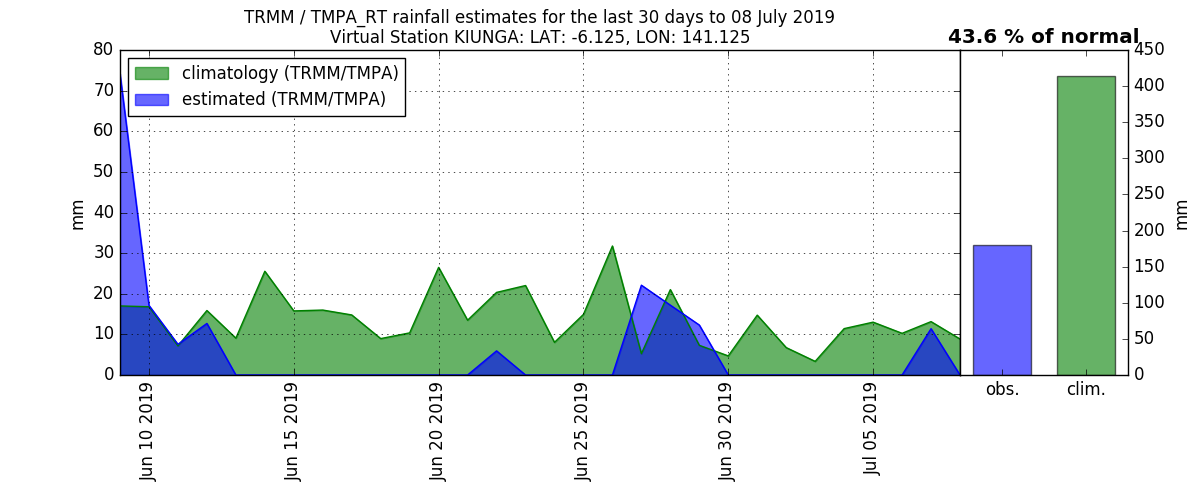 TRMM / TMPA_RT rainfall estimates for the last 30 days to 08 July 2019
Virtual Station KIUNGA: LAT: -6.125, LON: 141.125
43.6 % of normal
climatology (TRMM/TMPA)
estimated (TRMM/TMPA)
80
70
60
50
40
30
20
10
0
mm
Jun 10 2019
Jun 15 2019
Jun 20 2019
Jun 25 2019
Jun 30 2019
Jul 05 2019
obs.
clim.
450
400
350
300
250
200
150
100
50
0
mm